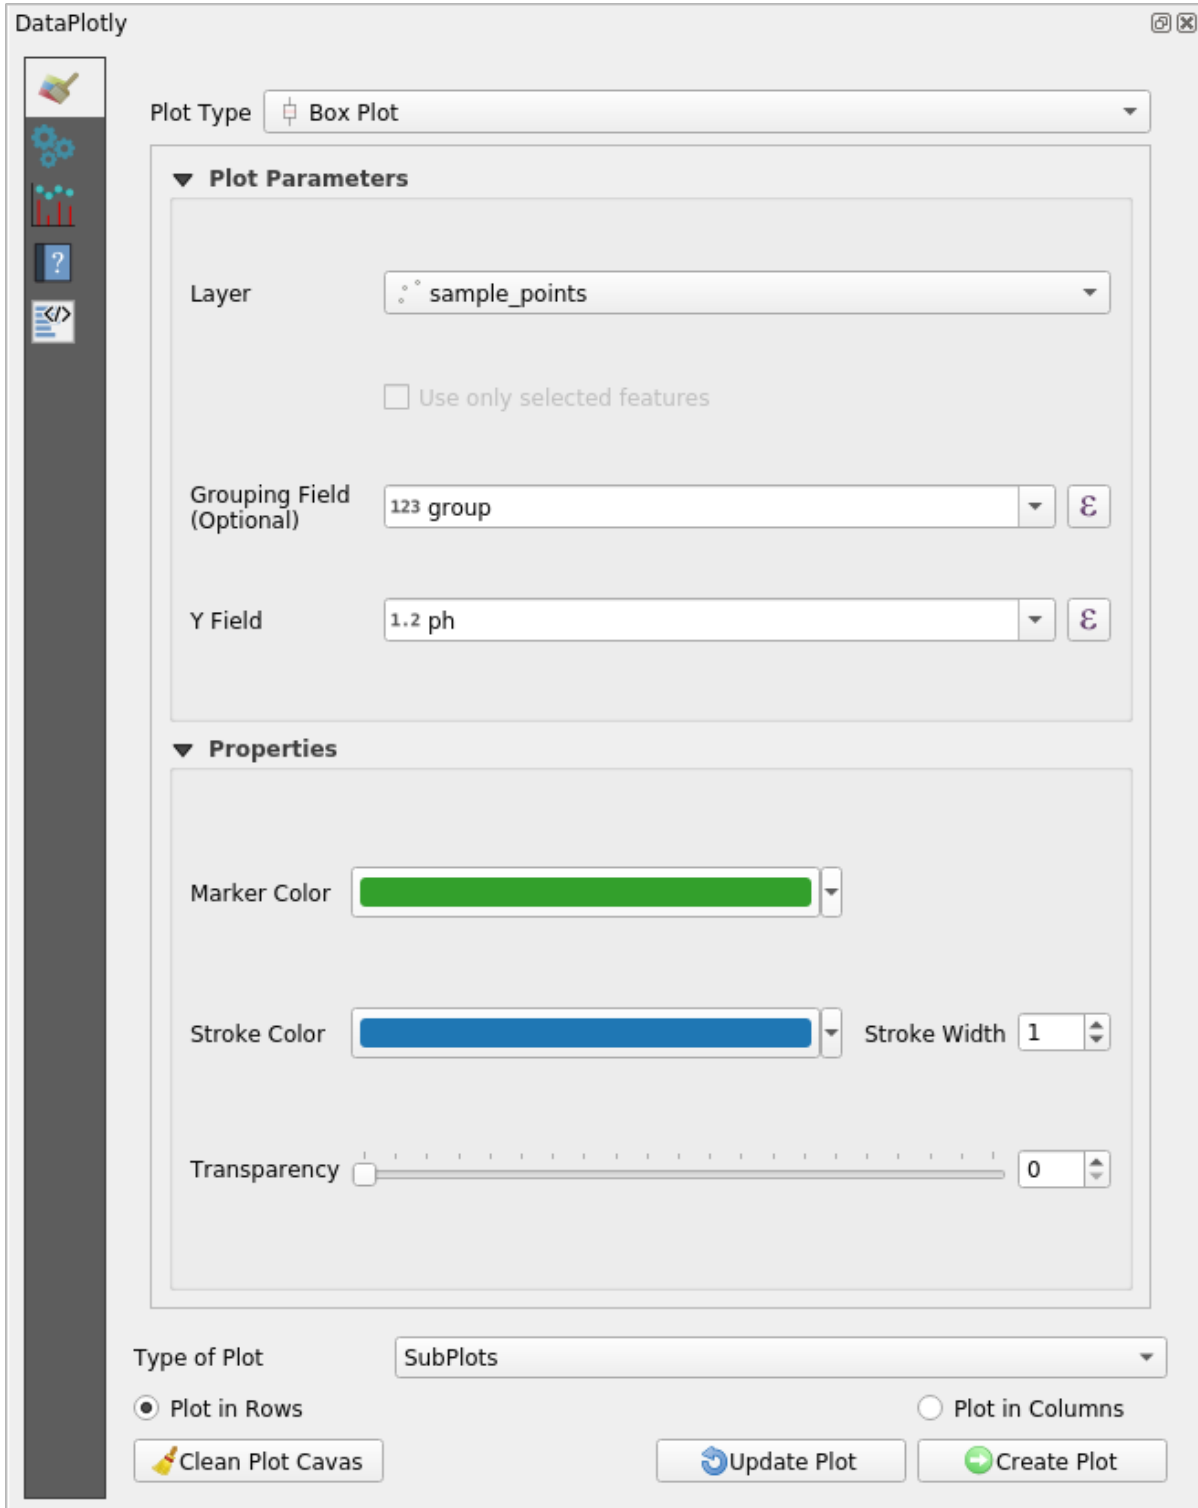 DataPlotly
Plot Type Box Plot
Plot Parameters
Layer sample_points
Use only selected features
Grouping Field
(Optional) 123 group
Y Field 1.2 ph
Properties
Marker Color
Stroke Color Stroke Width 1
Transparency 0
Type of Plot SubPlots
Plot in Rows Plot in Columns
Clean Plot Cavas Update Plot Create Plot